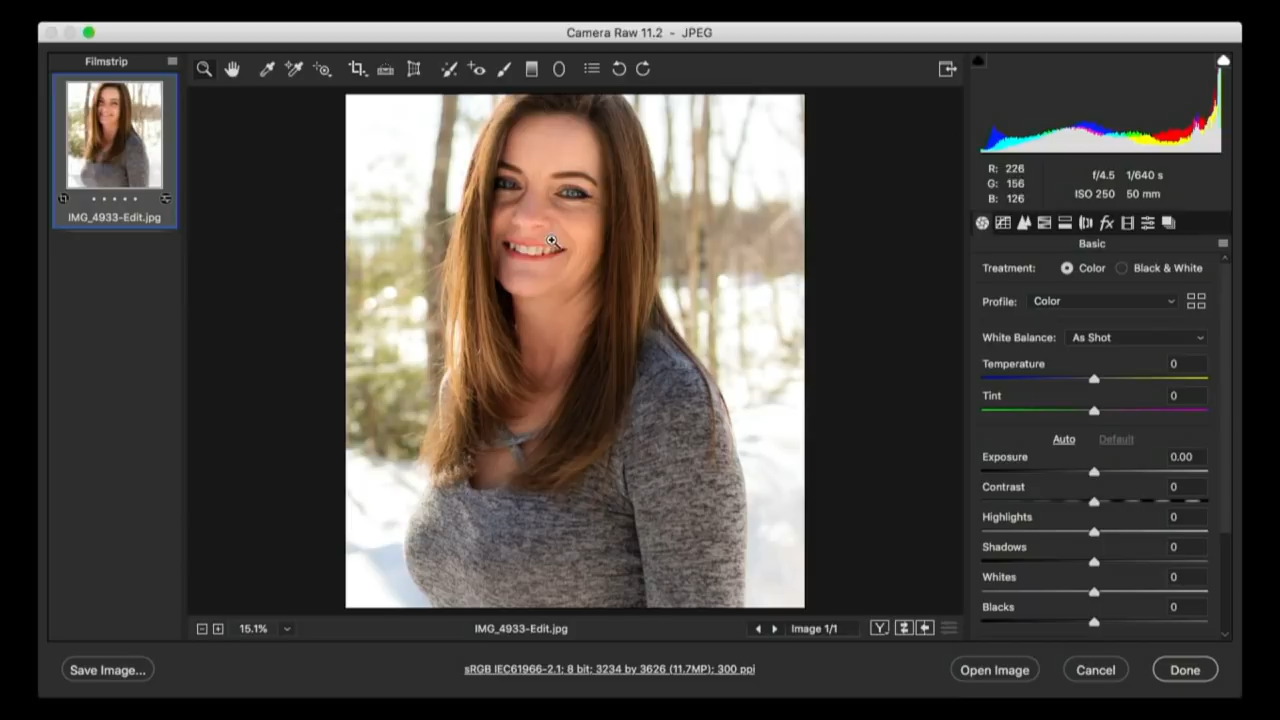 Camera Raw 11.2 - JPEG
Filmstrip
IMG_4933-Edit.jpg
R: 226
G: 156
B: 126
f/4.5 1/640 s
ISO 250 50 mm
fx
Basic
Treatment: Color Black & White
Profile: Color
White Balance: As Shot
Temperature 0
Tint 0
Auto Default
Exposure 0.00
Contrast 0
Highlights 0
Shadows 0
Whites 0
Blacks 0
15.1%
IMG_4933-Edit.jpg
Image 1/1
Y
Save Image...
sRGB IEC61966-2.1; 8 bit; 3234 by 3626 (11.7MP); 300 ppi
Open Image
Cancel
Done